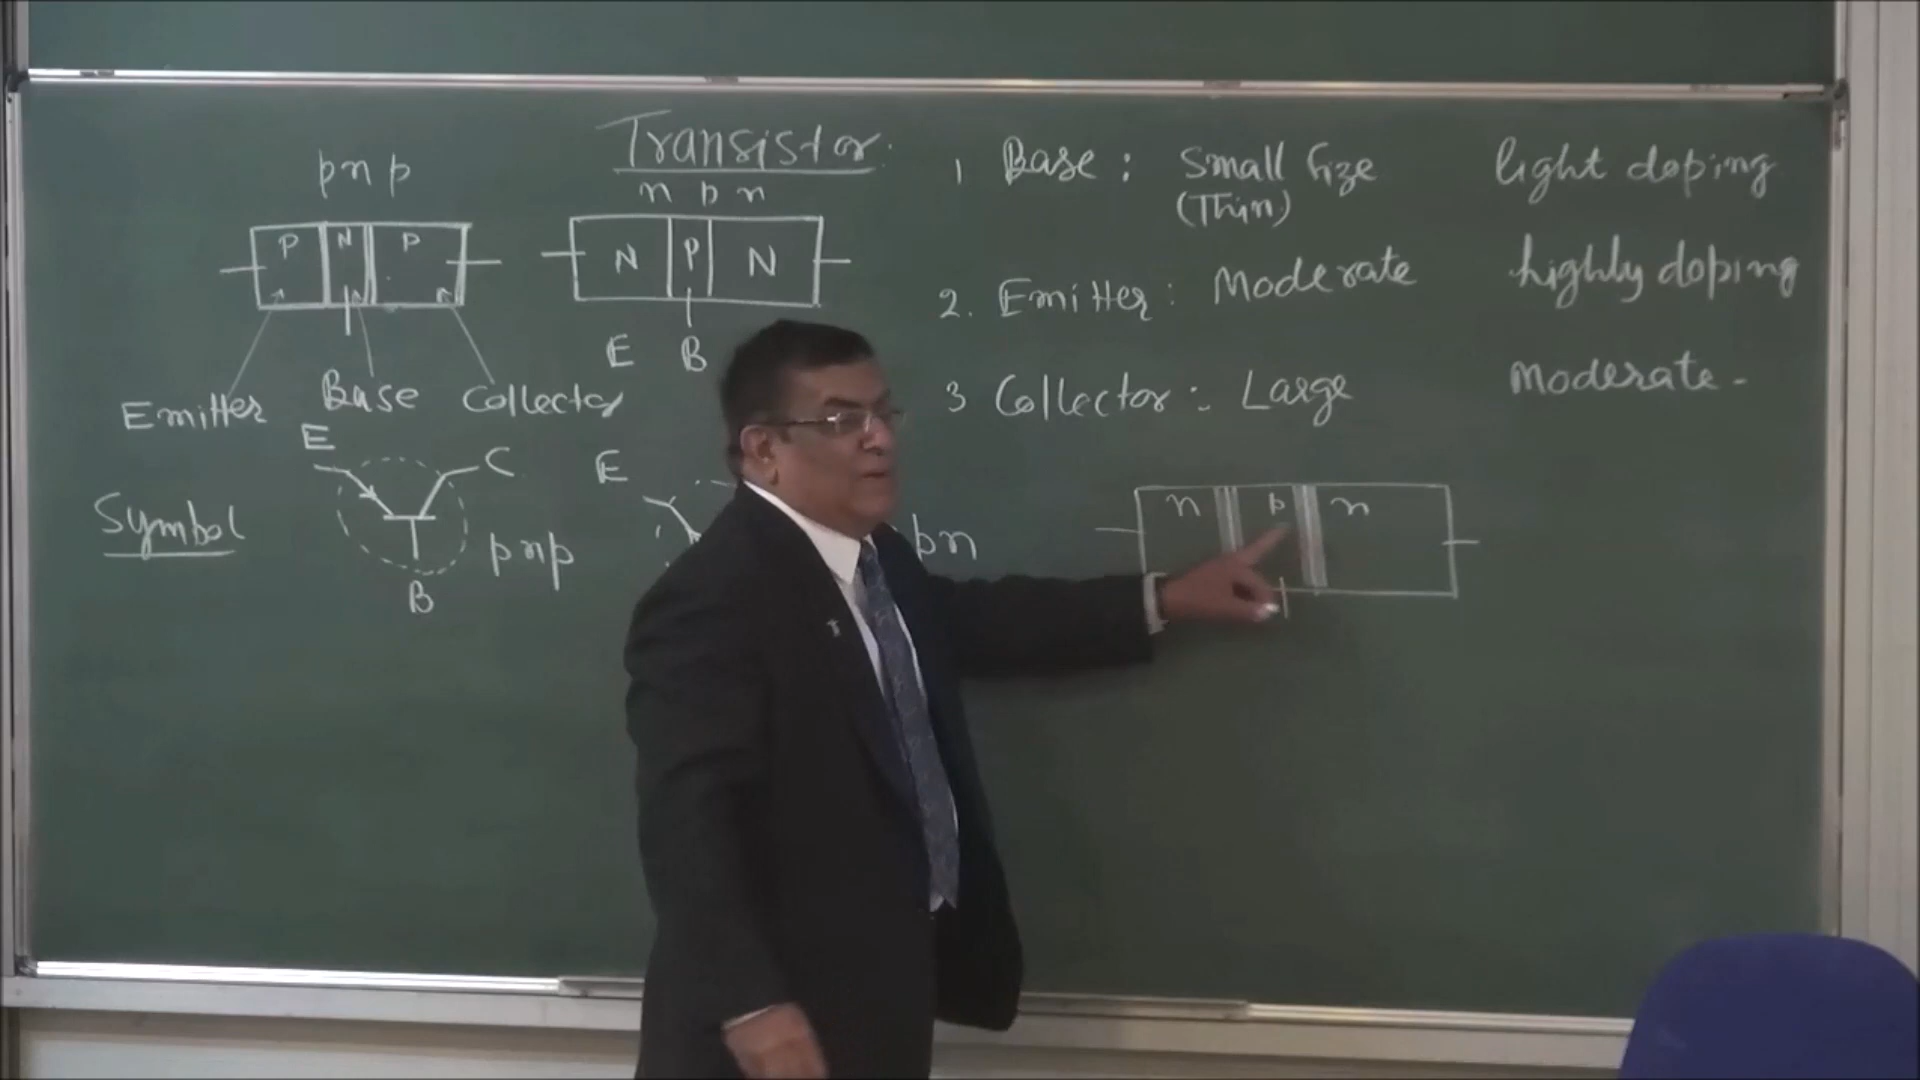 Transistor
p n p
P N P
Emitter Base Collector
n p n
N P N
E B
Symbol
E C
B
pnp
E
pn
1 Base : Small Size light doping
(Thin)
2. Emitter : Moderate highly doping
3 Collector :- Large Moderate -
n p n